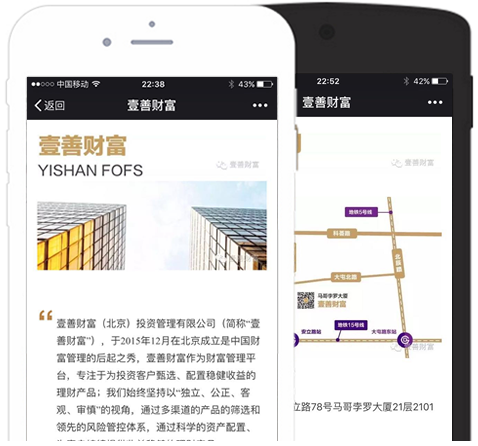 中国移动
22:38
43%
返回
壹善财富
壹善财富
YISHAN FOFS
壹善财富
壹善财富（北京）投资管理有限公司（简称“壹
善财富”），于2015年12月在北京成立是中国财
富管理的后起之秀，壹善财富作为财富管理平
台，专注于为投资客户甄选、配置稳健收益的
理财产品；我们始终坚持以“独立、公正、客
观、审慎”的视角，通过多渠道的产品的筛选和
领先的风险管控体系，通过科学的资产配置、
22:52
42%
壹善财富
壹善财富
地铁5号线
科荟路
北苑路
大屯北路
马哥孛罗大厦
壹善财富
安立路站
地铁15号线
大屯路东站
壹善财富
立路78号马哥孛罗大厦21层2101